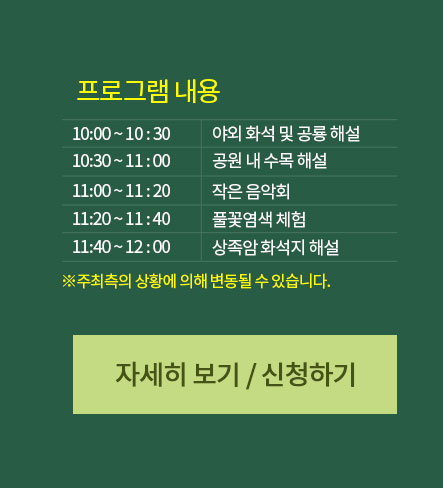 프로그램 내용
10:00 ~ 10 : 30 야외 화석 및 공룡 해설
10:30 ~ 11 : 00 공원 내 수목 해설
11:00 ~ 11 : 20 작은 음악회
11:20 ~ 11 : 40 풀꽃염색 체험
11:40 ~ 12 : 00 상족암 화석지 해설
※주최측의 상황에 의해 변동될 수 있습니다.
자세히 보기 / 신청하기